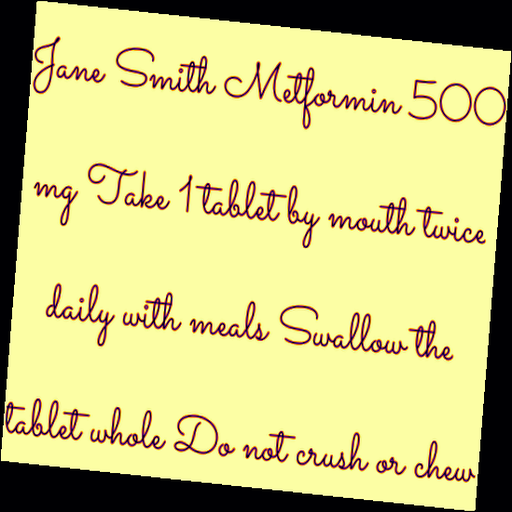 Jane Smith Metformin 500
mg Take 1 tablet by mouth twice
daily with meals Swallow the
tablet whole Do not crush or chew